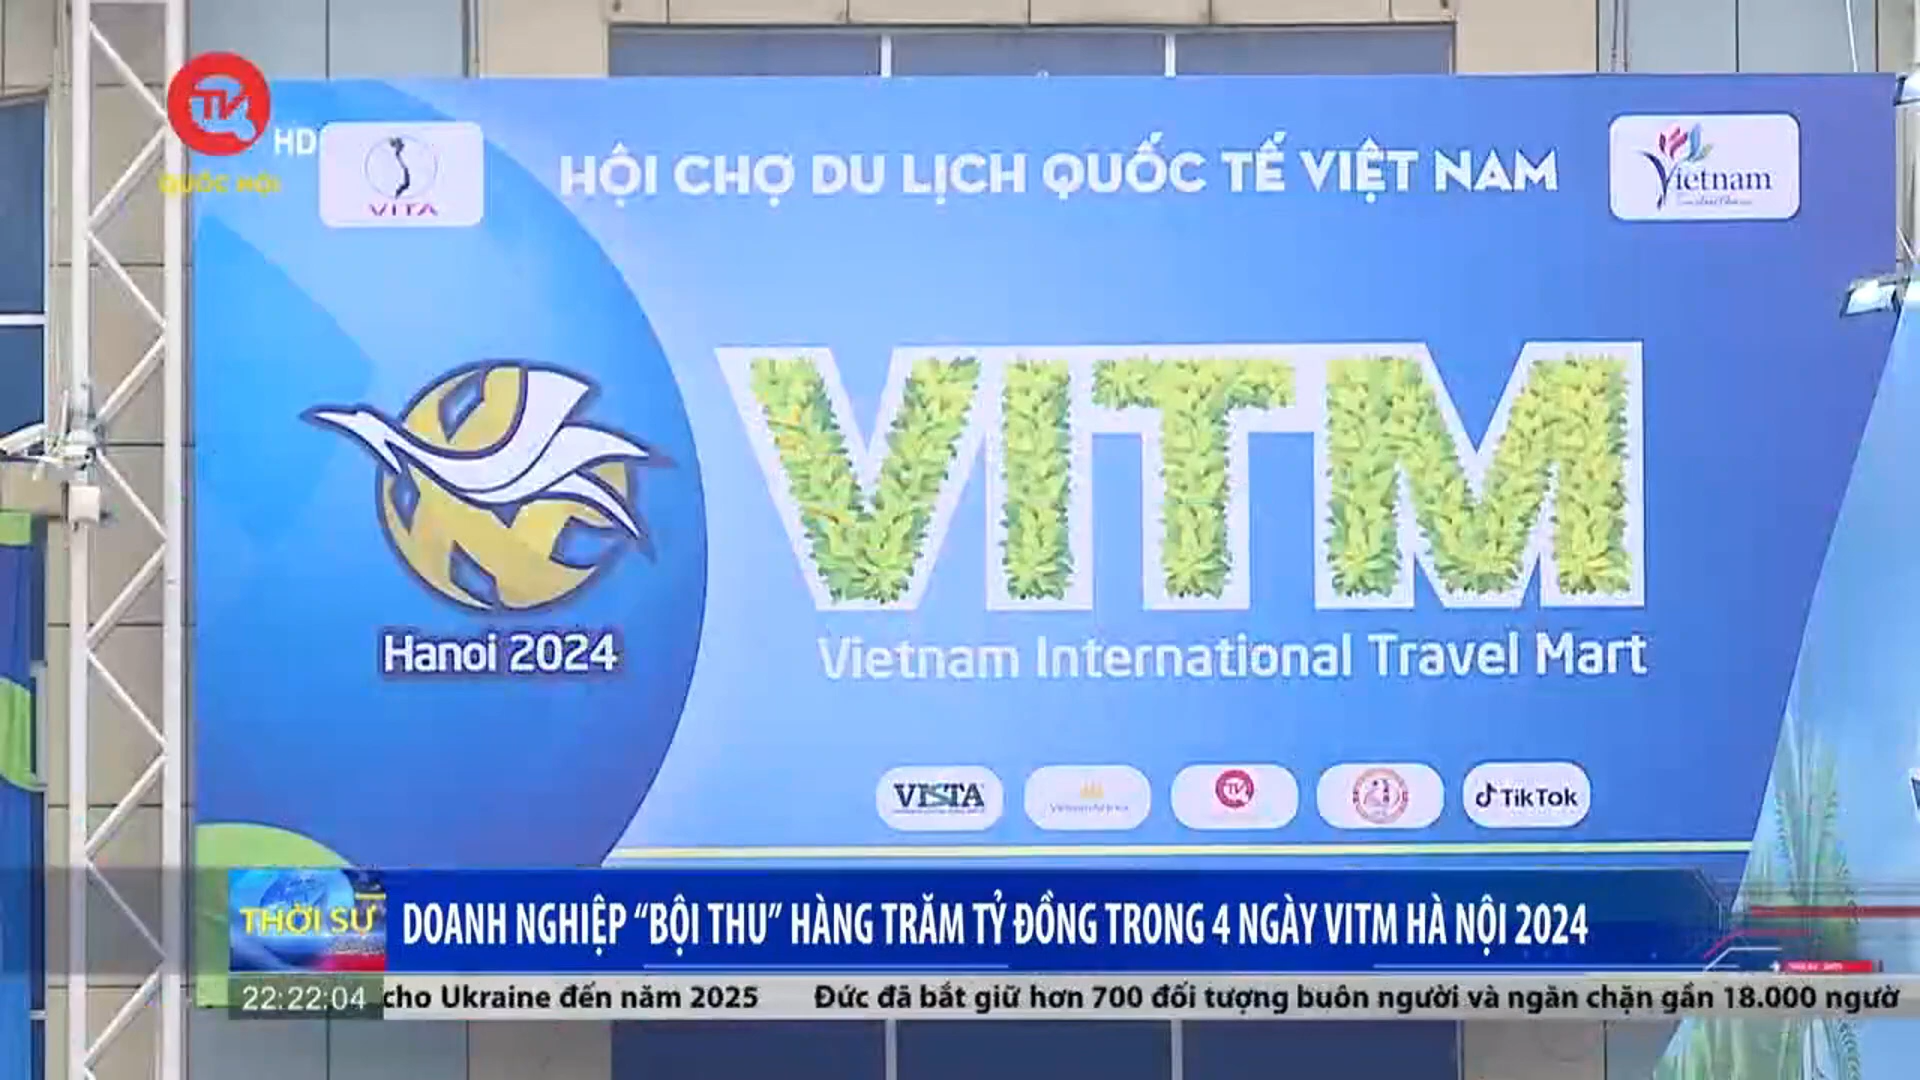 HD
QUỐC HỘI
VITA
HỘI CHỢ DU LỊCH QUỐC TẾ VIỆT NAM
Vietnam
VITM
Hanoi 2024
Vietnam International Travel Mart
VISTA
TikTok
THỜI SỰ
DOANH NGHIỆP “BỘI THU” HÀNG TRĂM TỶ ĐỒNG TRONG 4 NGÀY VITM HÀ NỘI 2024
22:22:04
cho Ukraine đến năm 2025 Đức đã bắt giữ hơn 700 đối tượng buôn người và ngăn chặn gần 18.000 ngườ